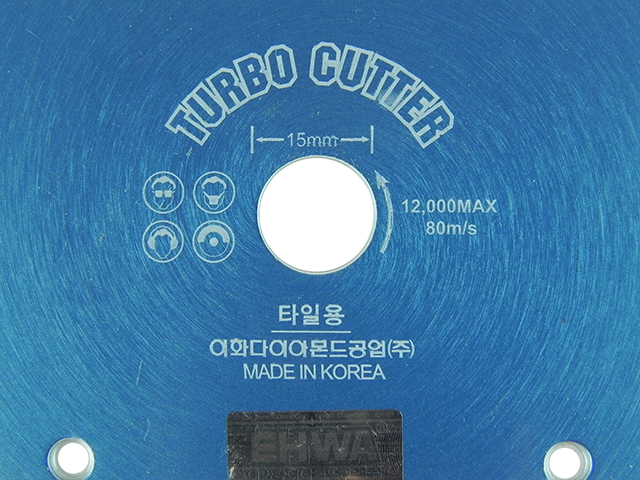 TURBO CUTTER
15mm
12,000MAX
80m/s
타일용
이화다이아몬드공업(주)
MADE IN KOREA
EHWA